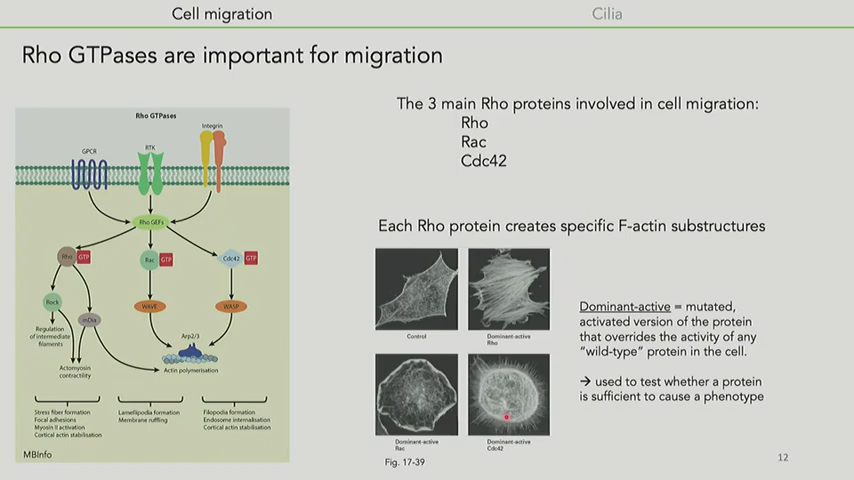 Cell migration
Cilia
Rho GTPases are important for migration
Rho GTPases
Integrin
GPCR
RTK
Rho GEFs
Rho
GTP
Rac
GTP
Cdc42
GTP
Rock
mDia
WAVE
WASP
Regulation
of intermediate
filaments
Arp2/3
Actomyosin
contractility
Actin polymerisation
Stress fiber formation
Focal adhesions
Myosin II activation
Cortical actin stabilisation
Lamellipodia formation
Membrane ruffling
Filopodia formation
Endosome internalisation
Cortical actin stabilisation
MBInfo
The 3 main Rho proteins involved in cell migration:
Rho
Rac
Cdc42
Each Rho protein creates specific F-actin substructures
Control
Dominant-active
Rho
Dominant-active
Rac
Dominant-active
Cdc42
Fig. 17-39
Dominant-active = mutated,
activated version of the protein
that overrides the activity of any
"wild-type" protein in the cell.
→ used to test whether a protein
is sufficient to cause a phenotype
12